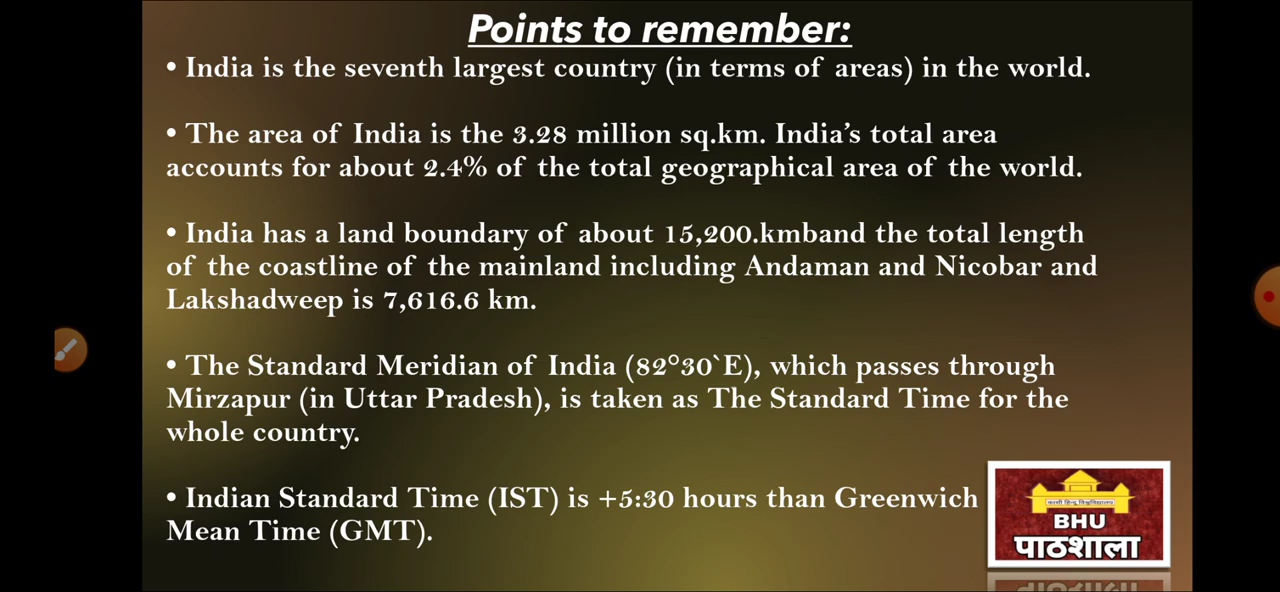 Points to remember:
• India is the seventh largest country (in terms of areas) in the world.
• The area of India is the 3.28 million sq.km. India’s total area
accounts for about 2.4% of the total geographical area of the world.
• India has a land boundary of about 15,200.kmband the total length
of the coastline of the mainland including Andaman and Nicobar and
Lakshadweep is 7,616.6 km.
• The Standard Meridian of India (82°30`E), which passes through
Mirzapur (in Uttar Pradesh), is taken as The Standard Time for the
whole country.
• Indian Standard Time (IST) is +5:30 hours than Greenwich
Mean Time (GMT).
काशी हिन्दू विश्वविद्यालय
BHU
पाठशाला